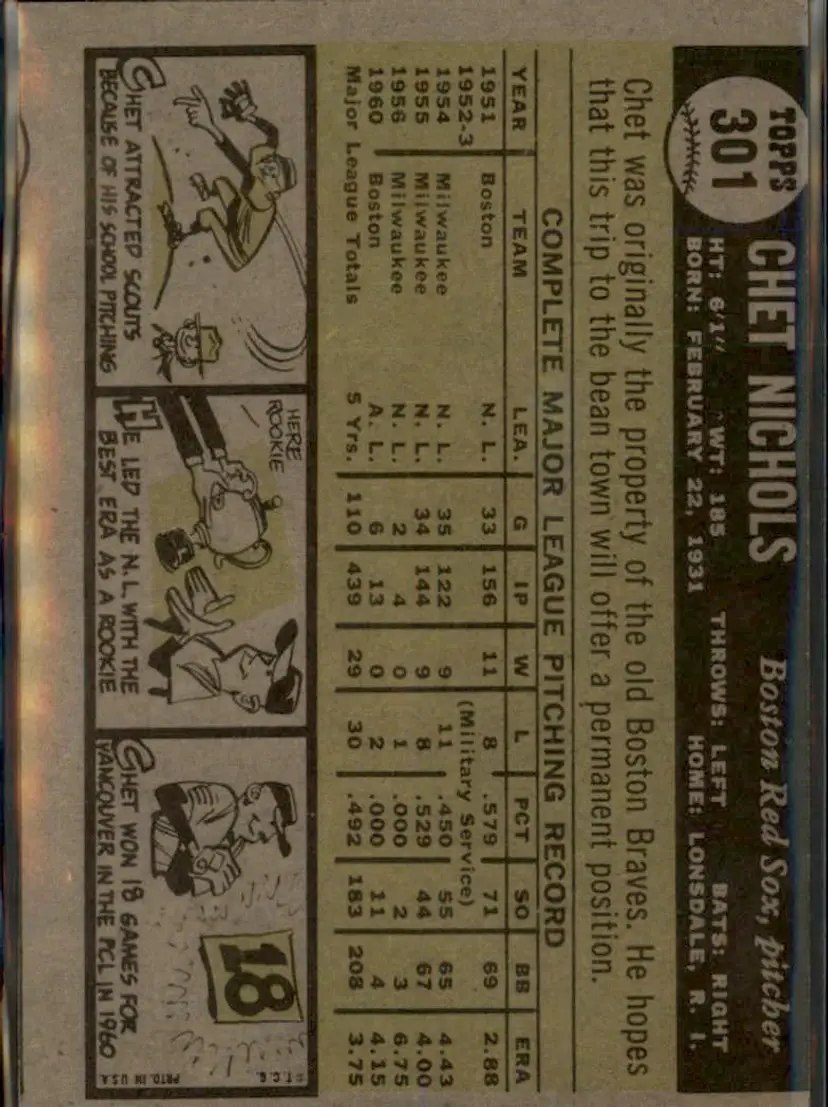 TOPPS
301
CHET NICHOLS
Boston Red Sox, pitcher
HT: 6'1" WT: 185 THROWS: LEFT BATS: RIGHT
BORN: FEBRUARY 22, 1931 HOME: LONSDALE, R. I.
Chet was originally the property of the old Boston Braves. He hopes
that this trip to the bean town will offer a permanent position.
COMPLETE MAJOR LEAGUE PITCHING RECORD
YEAR TEAM LEA. G IP W L PCT SO BB ERA
1951 Boston N. L. 33 156 11 8 .579 71 69 2.88
1952-3 (Military Service)
1954 Milwaukee N. L. 35 122 9 11 .450 55 65 4.43
1955 Milwaukee N. L. 34 144 9 8 .529 44 67 4.00
1956 Milwaukee N. L. 2 4 0 1 .000 2 3 6.75
1960 Boston A. L. 6 13 0 2 .000 11 4 4.15
Major League Totals 5 Yrs. 110 439 29 30 .492 183 208 3.75
CHET ATTRACTED SCOUTS
BECAUSE OF HIS SCHOOL PITCHING
HERE
ROOKIE
HE LED THE N.L. WITH THE
BEST ERA AS A ROOKIE
18
CHET WON 18 GAMES FOR
VANCOUVER IN THE PCL IN 1960
© T.C.G.
PRTD. IN U.S.A.